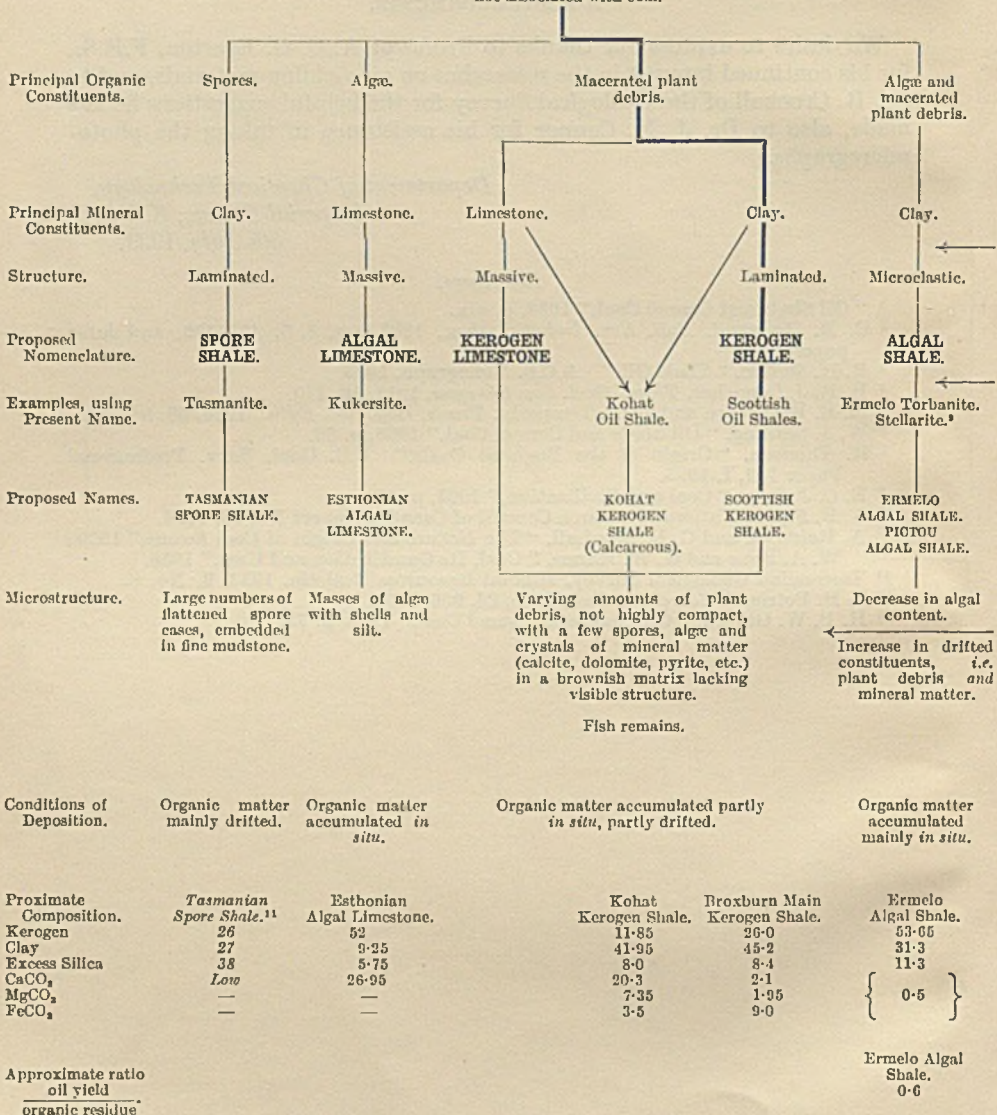 Principal Organic Constituents.
Spores.
Algæ.
Macerated plant debris.
Algæ and macerated plant debris.
Principal Mineral Constituents.
Clay.
Limestone.
Limestone.
Clay.
Clay.
Structure.
Laminated.
Massive.
Massive.
Laminated.
Microclastic.
Proposed Nomenclature.
SPORE SHALE.
ALGAL LIMESTONE.
KEROGEN LIMESTONE
KEROGEN SHALE.
ALGAL SHALE.
Examples, using Present Name.
Tasmanite.
Kukersite.
Kohat Oil Shale.
Scottish Oil Shales.
Ermelo Torbanite. Stellarite.⁹
Proposed Names.
TASMANIAN SPORE SHALE.
ESTHONIAN ALGAL LIMESTONE.
KOHAT KEROGEN SHALE (Calcareous).
SCOTTISH KEROGEN SHALE.
ERMELO ALGAL SHALE. PICTOU ALGAL SHALE.
Microstructure.
Large numbers of flattened spore cases, embedded in fine mudstone.
Masses of algæ with shells and silt.
Varying amounts of plant debris, not highly compact, with a few spores, algæ and crystals of mineral matter (calcite, dolomite, pyrite, etc.) in a brownish matrix lacking visible structure.
Fish remains.
Decrease in algal content.
Increase in drifted constituents, i.e. plant debris and mineral matter.
Conditions of Deposition.
Organic matter mainly drifted.
Organic matter accumulated in situ.
Organic matter accumulated partly in situ, partly drifted.
Organic matter accumulated mainly in situ.
Proximate Composition.
Tasmanian Spore Shale.¹¹
Esthonian Algal Limestone.
Kohat Kerogen Shale.
Broxburn Main Kerogen Shale.
Ermelo Algal Shale.
Kerogen 26 52 11·85 26·0 53·65
Clay 27 9·25 41·95 45·2 31·3
Excess Silica 38 5·75 8·0 8·4 11·3
CaCO₃ Low 26·95 20·3 2·1
MgCO₃ — — 7·35 1·95 0·5
FeCO₃ — — 3·5 9·0
Approximate ratio
oil yield
organic residue
Ermelo Algal Shale.
0·6